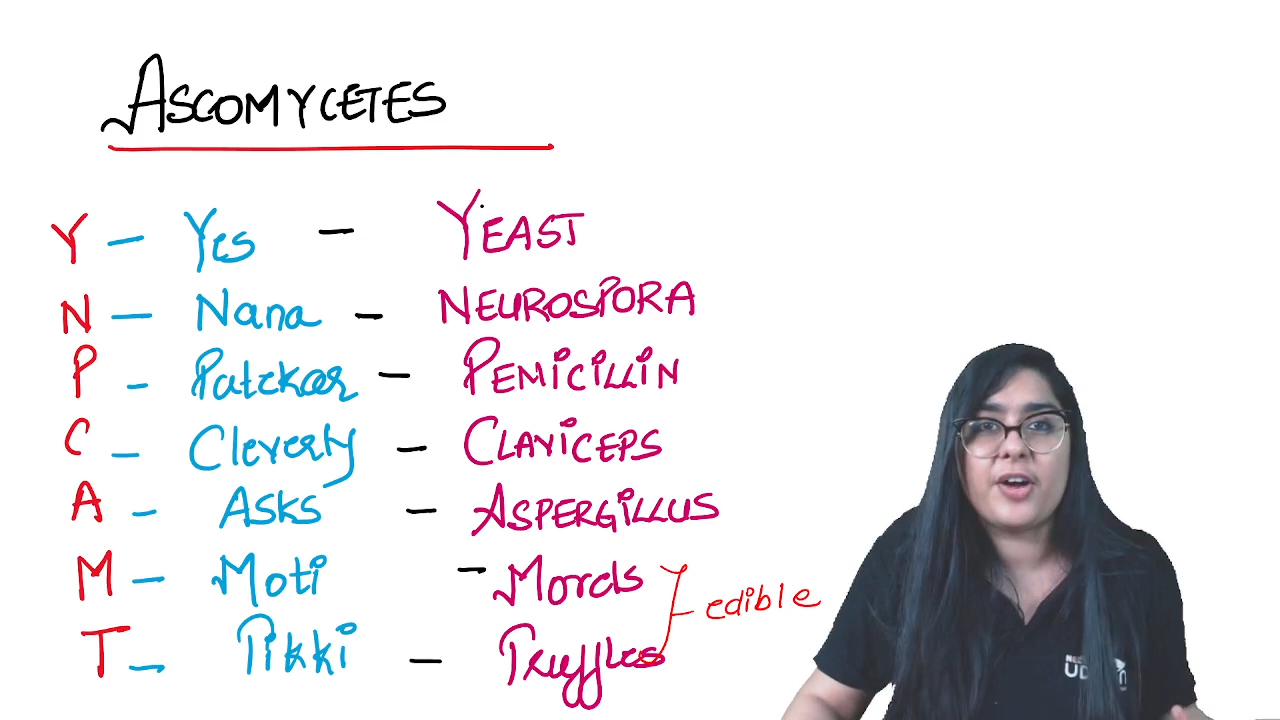 ASCOMYCETES
Y - Yes - YEAST
N - Nana - NEUROSPORA
P - Patekar - PENICILLIN
C - Cleverly - CLAVICEPS
A - Asks - ASPERGILLUS
M - Moti - Morels
T - Tikki - Truffles
edible